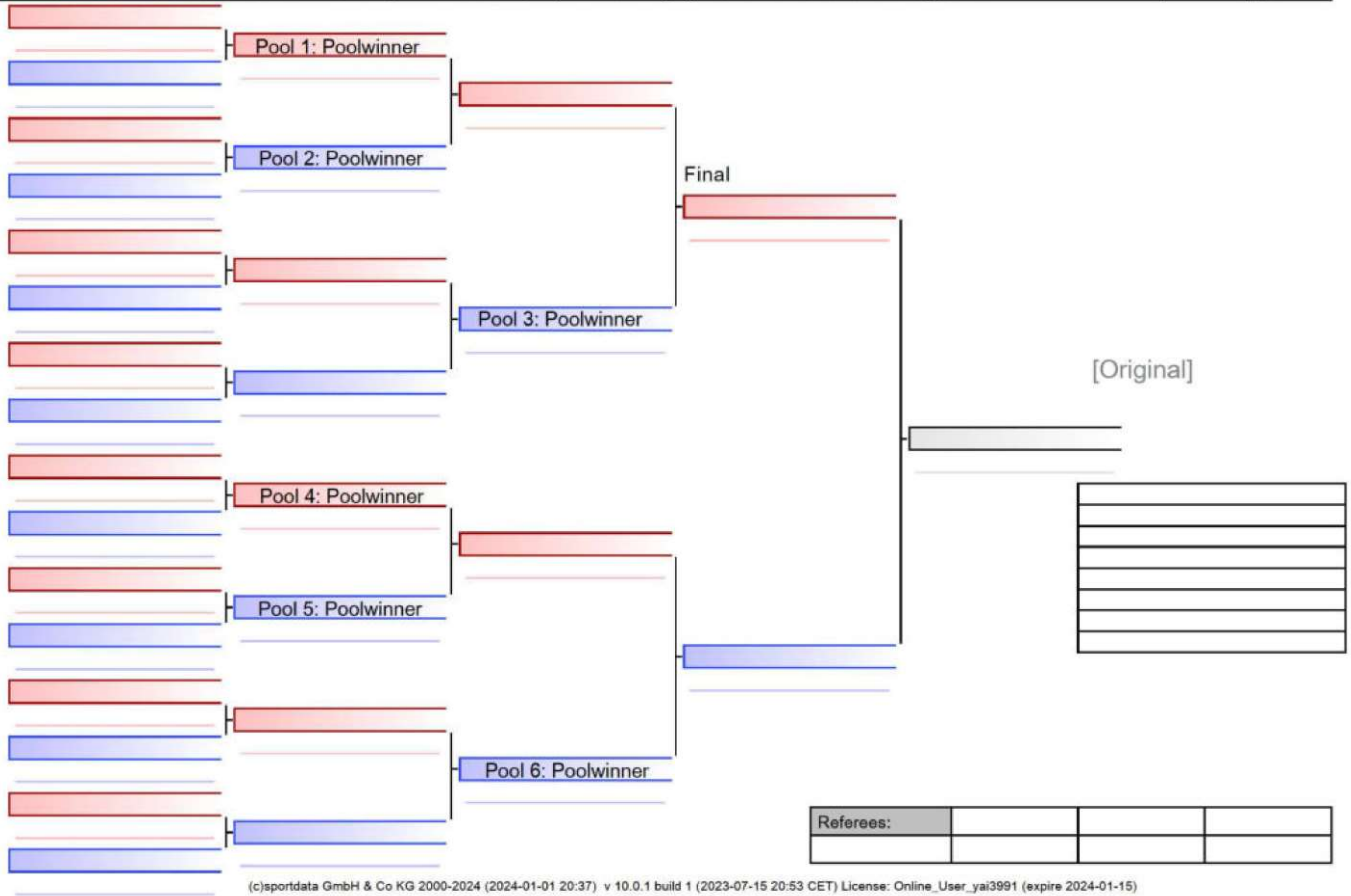 Pool 1: Poolwinner
Pool 2: Poolwinner
Final
Pool 3: Poolwinner
[Original]
Pool 4: Poolwinner
Pool 5: Poolwinner
Pool 6: Poolwinner
Referees:
(c)sportdata GmbH & Co KG 2000-2024 (2024-01-01 20:37) v 10.0.1 build 1 (2023-07-15 20:53 CET) License: Online_User_yai3991 (expire 2024-01-15)